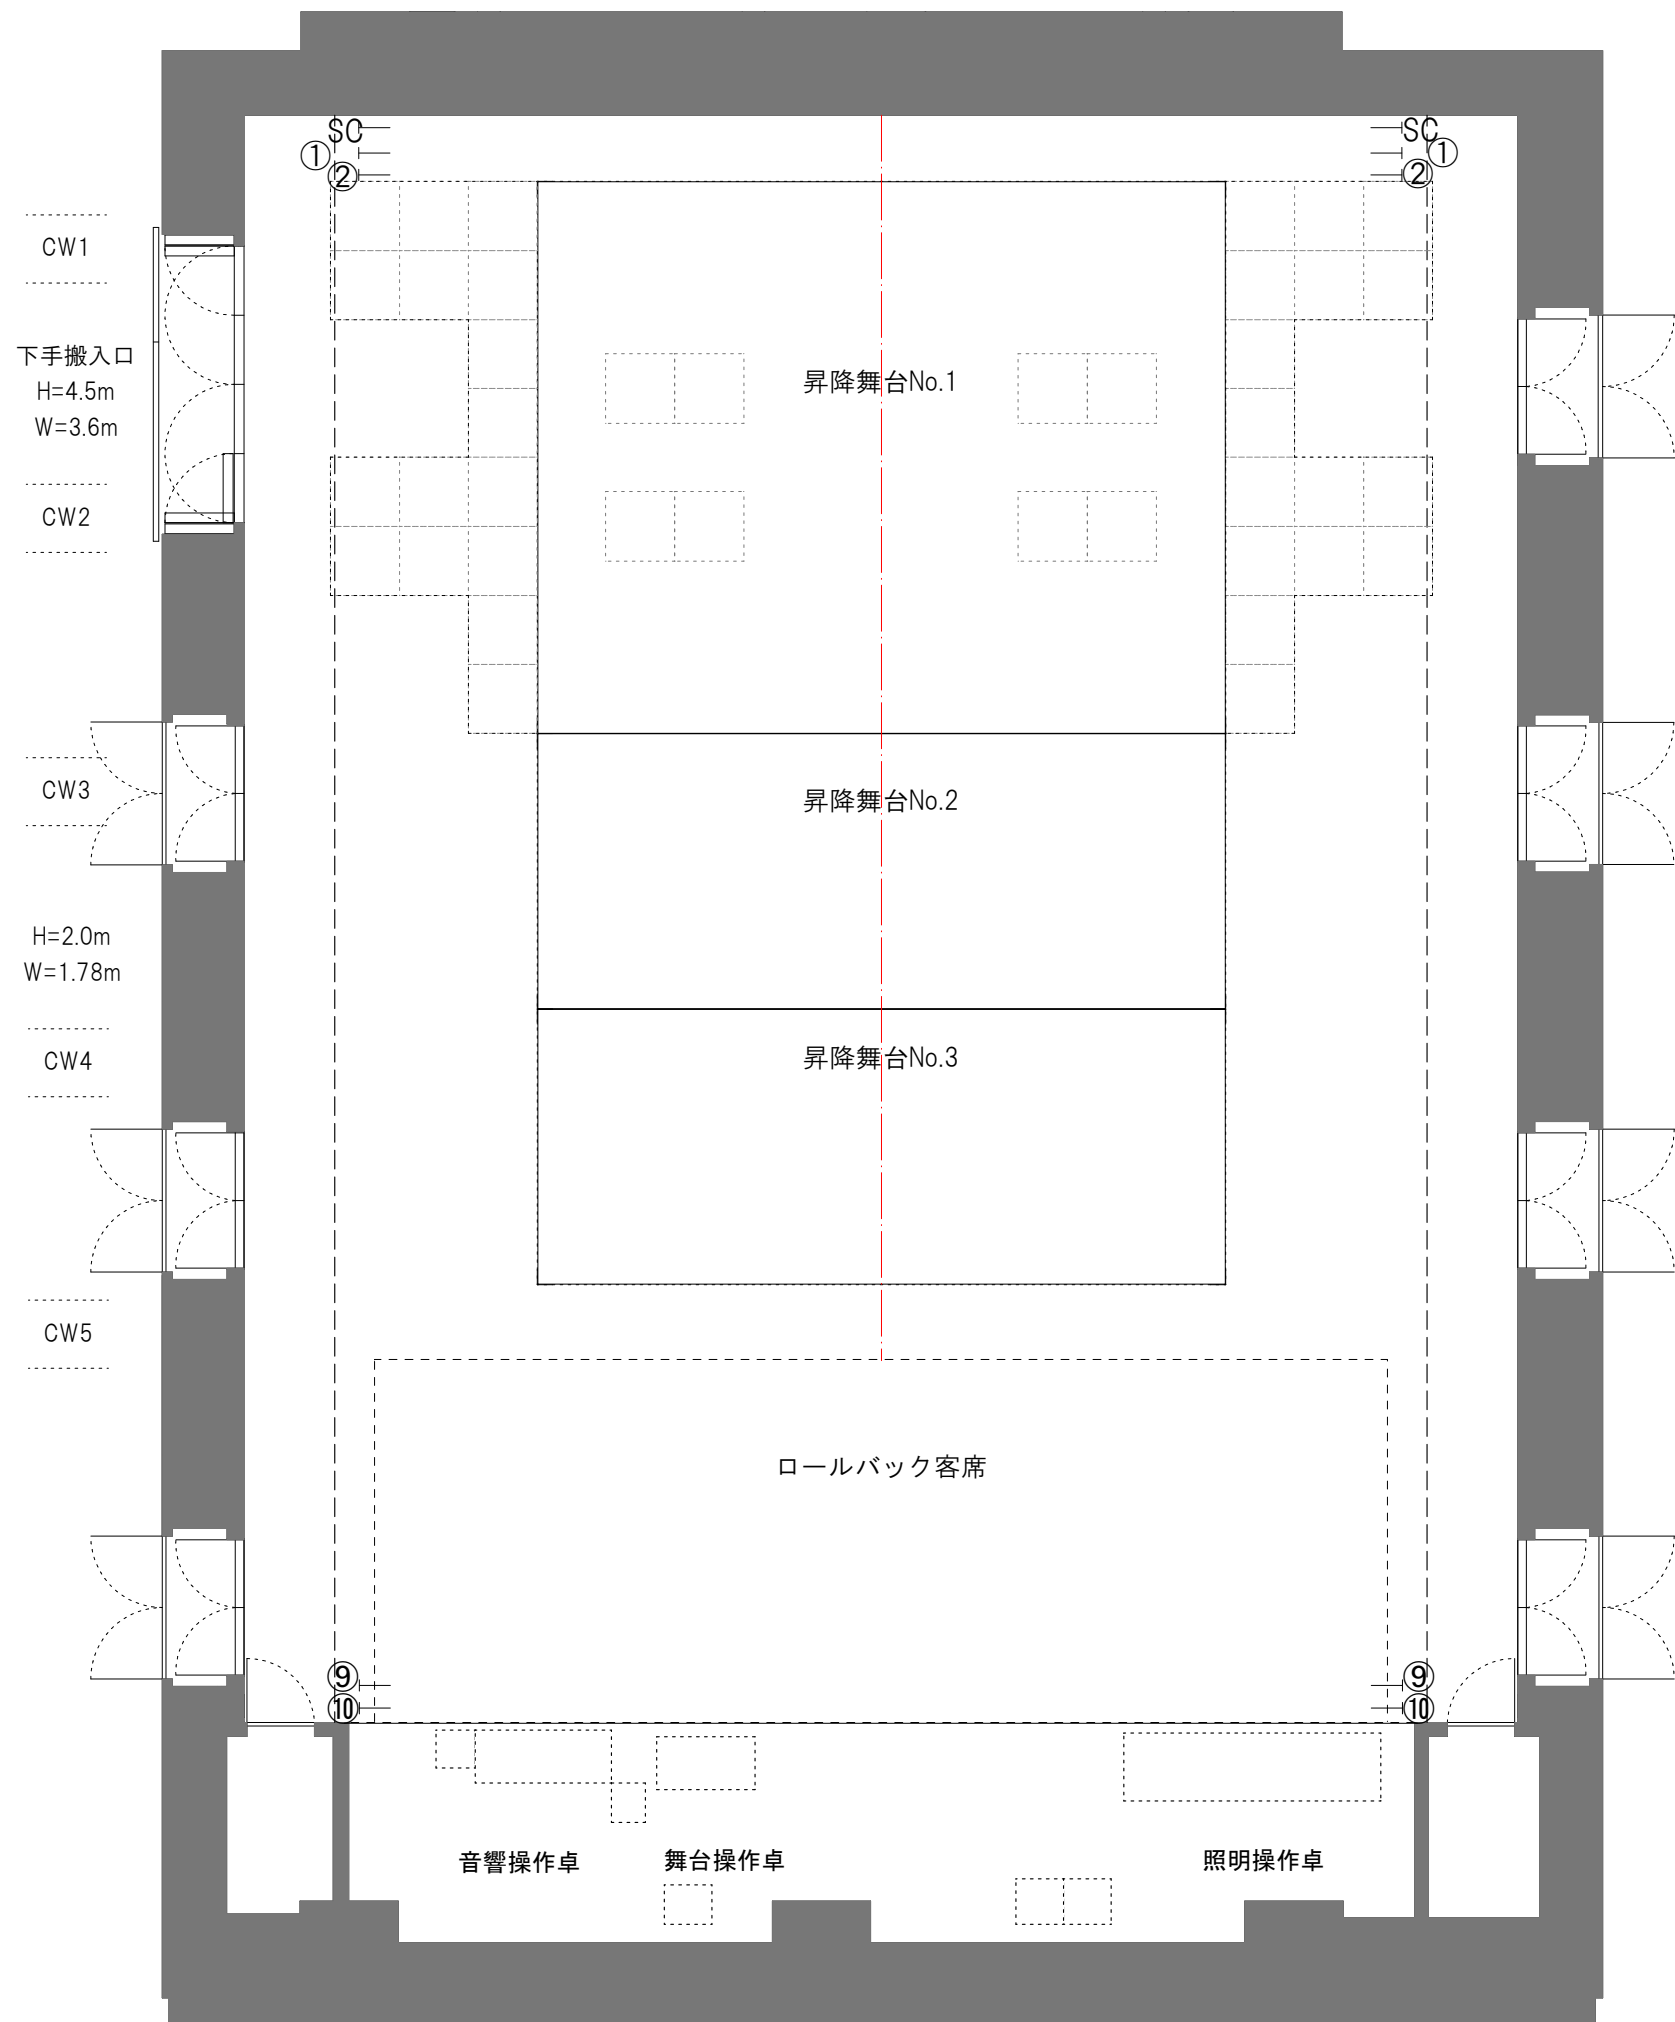 SC
SC
①
①
②
②
CW1
下手搬入口
H=4.5m
W=3.6m
昇降舞台No.1
CW2
CW3
昇降舞台No.2
H=2.0m
W=1.78m
CW4
昇降舞台No.3
CW5
ロールバック客席
⑨
⑨
⑩
⑩
音響操作卓
舞台操作卓
照明操作卓